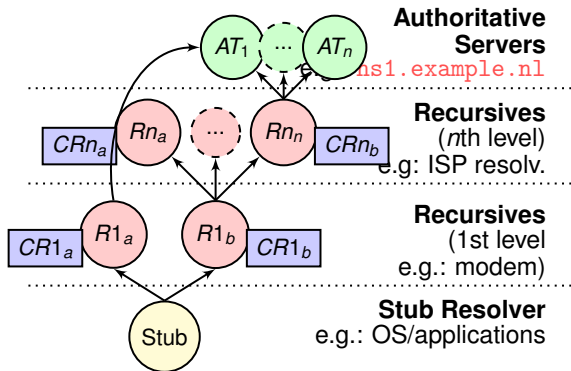 Authoritative
Servers
e.g: ns1.example.nl
AT1 ... ATn
Recursives
(nth level)
e.g: ISP resolv.
CRna Rna ... Rnn CRnb
Recursives
(1st level
e.g.: modem)
CR1a R1a R1b CR1b
Stub Resolver
e.g.: OS/applications
Stub